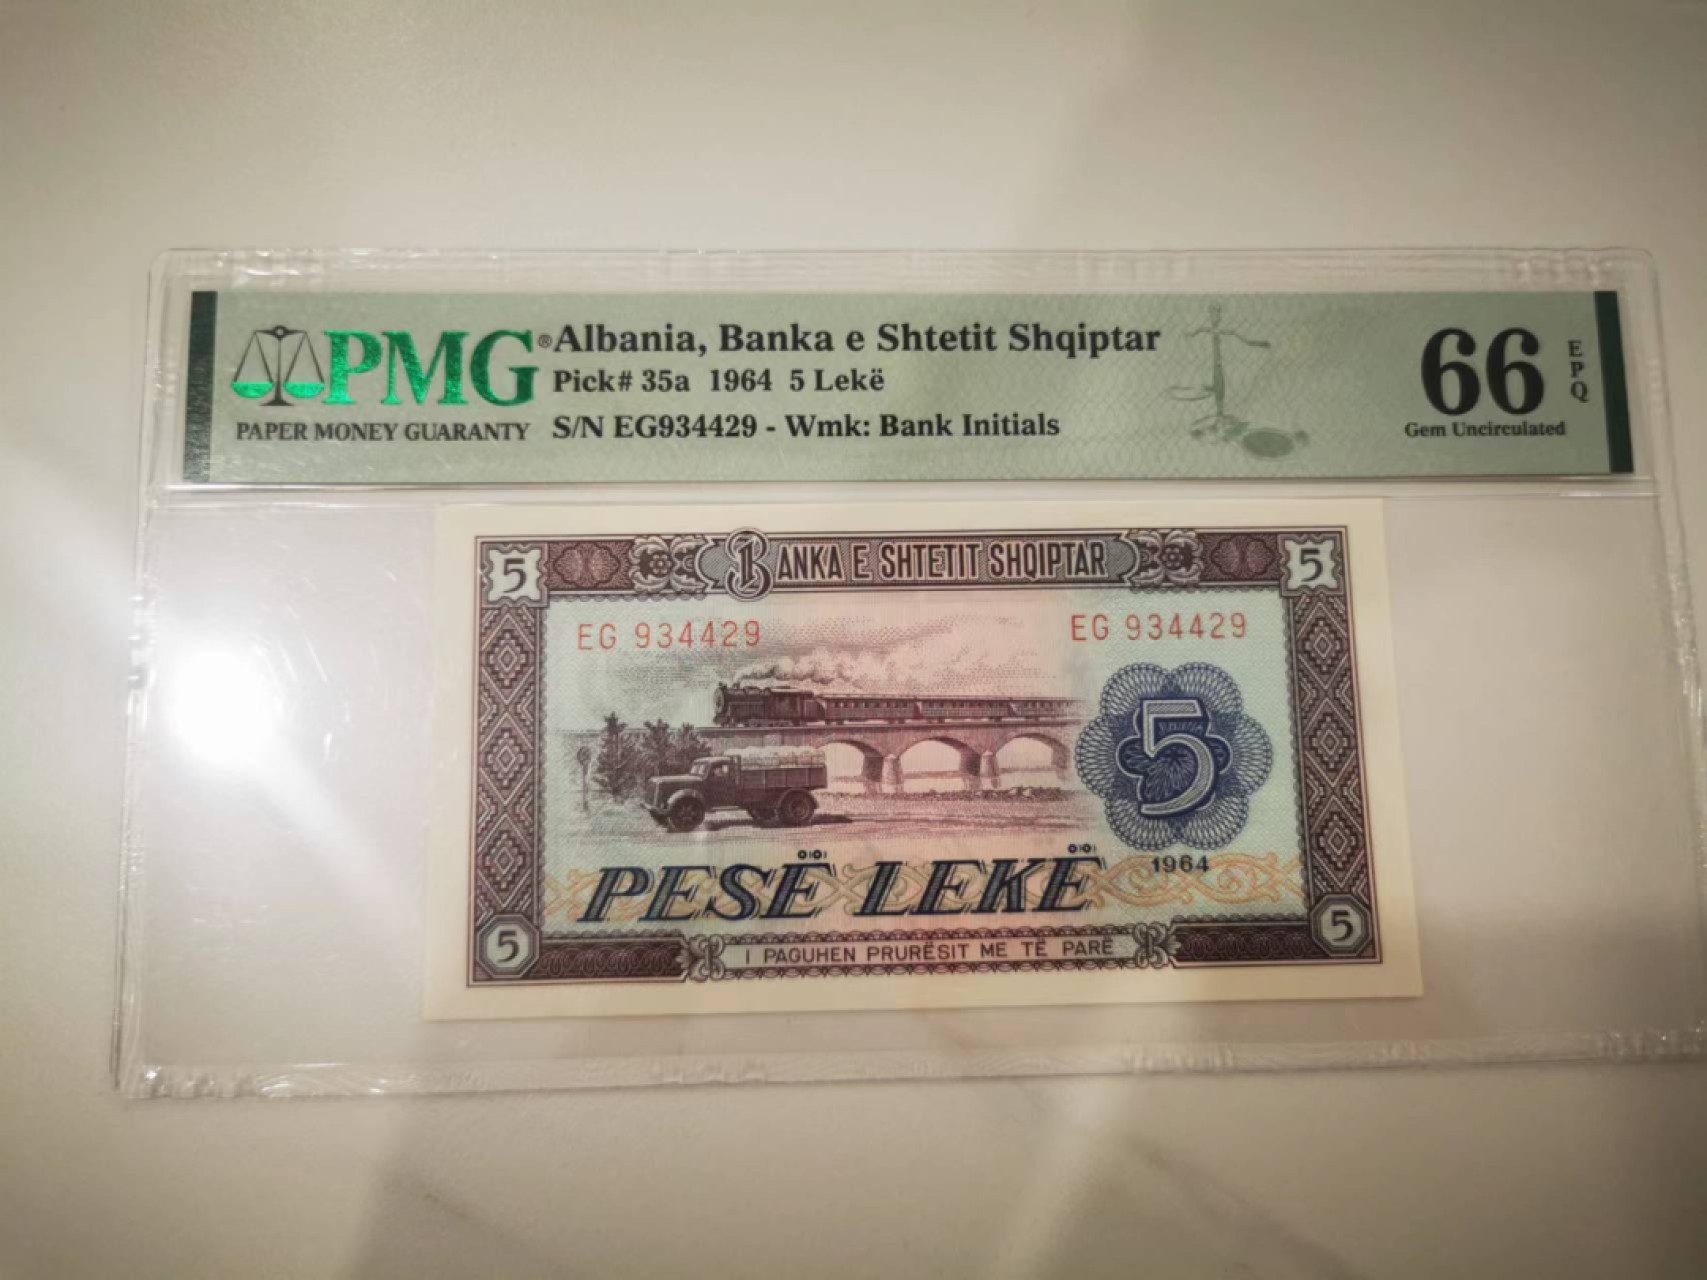 PMG® Albania, Banka e Shtetit Shqiptar
Pick# 35a 1964 5 Lekë
PAPER MONEY GUARANTY S/N EG934429 - Wmk: Bank Initials
66 EPQ
Gem Uncirculated
5 BANKA E SHTETIT SHQIPTAR 5
EG 934429 EG 934429
5 5
5
1964
PESË LEKË
5 5
I PAGUHEN PRURËSIT ME TË PARË